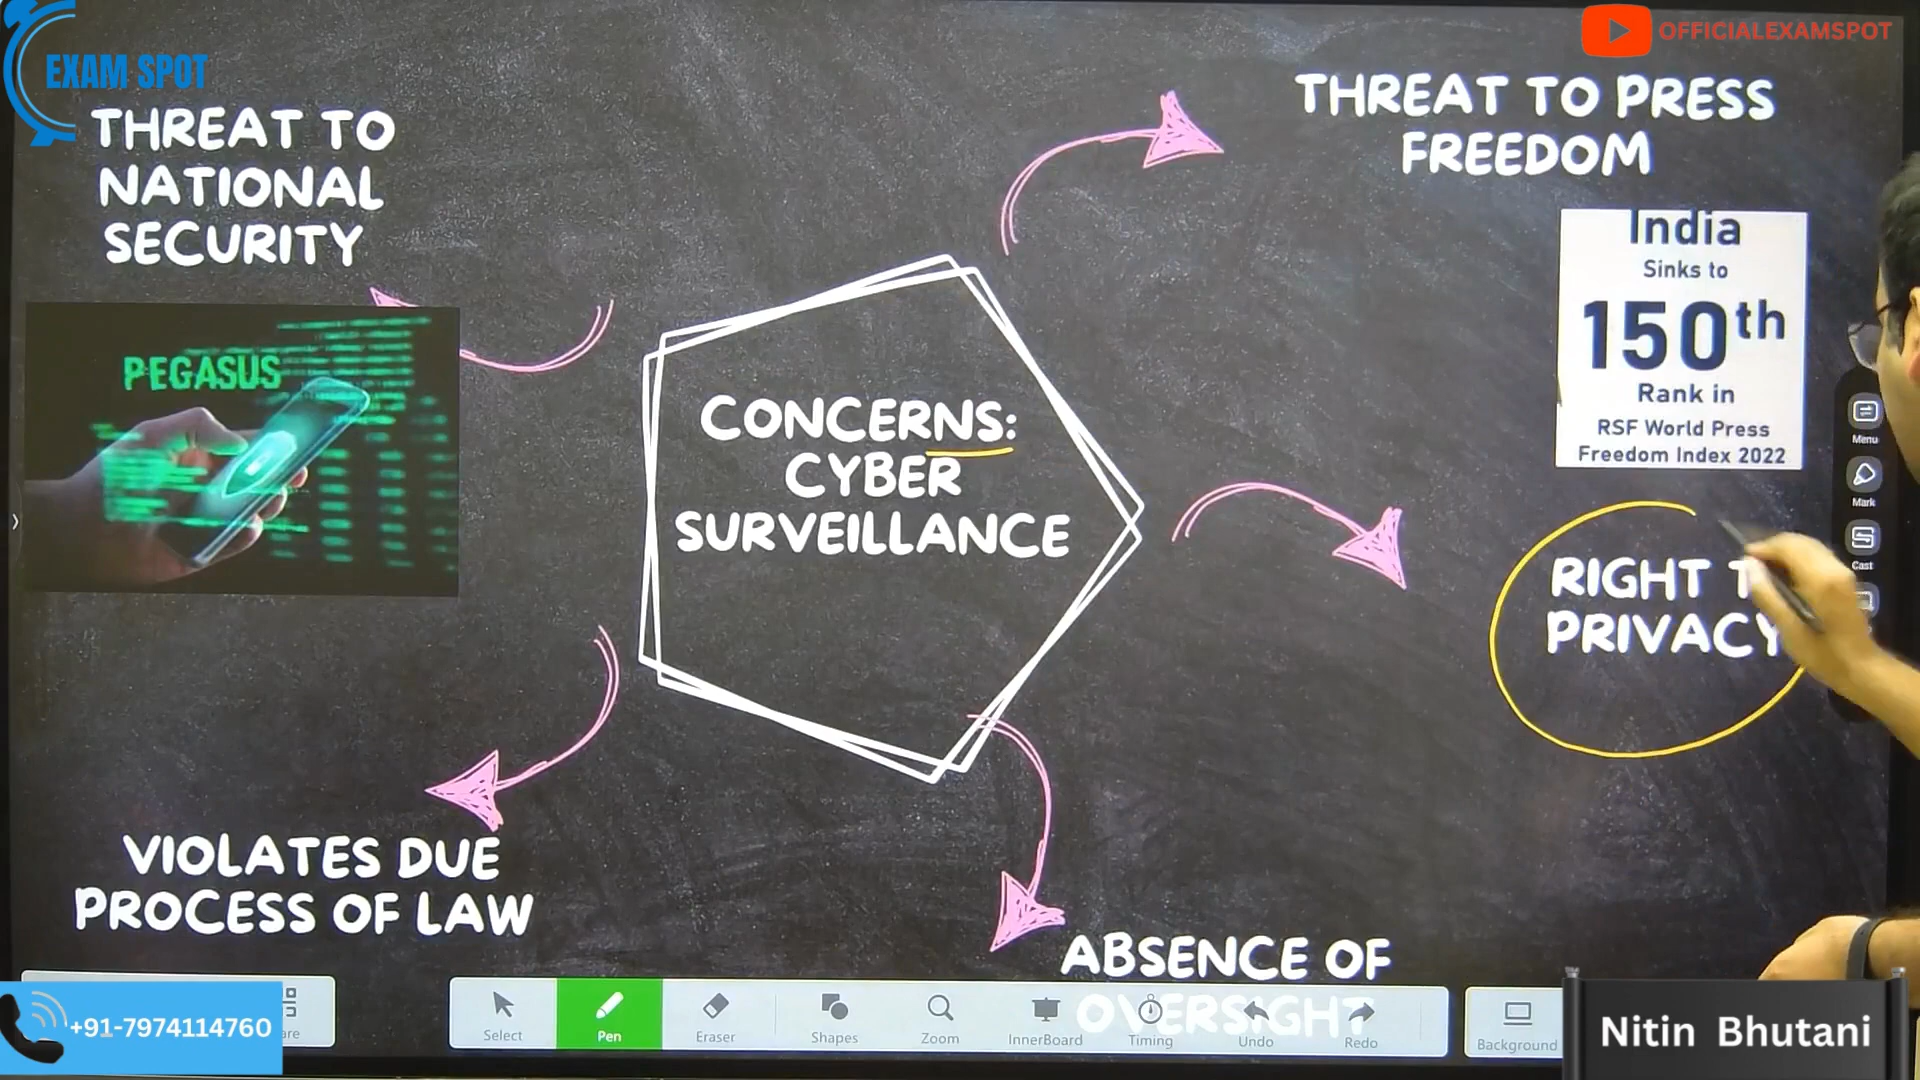 EXAM SPOT
OFFICIALEXAMSPOT
THREAT TO
NATIONAL
SECURITY
THREAT TO PRESS
FREEDOM
India
Sinks to
150th
Rank in
RSF World Press
Freedom Index 2022
PEGASUS
CONCERNS:
CYBER
SURVEILLANCE
RIGHT T
PRIVACY
Menu
Mark
Cast
VIOLATES DUE
PROCESS OF LAW
ABSENCE OF
OVERSIGHT
Select
Pen
Eraser
Shapes
Zoom
InnerBoard
Timing
Undo
Redo
Background
+91-7974114760
Nitin Bhutani